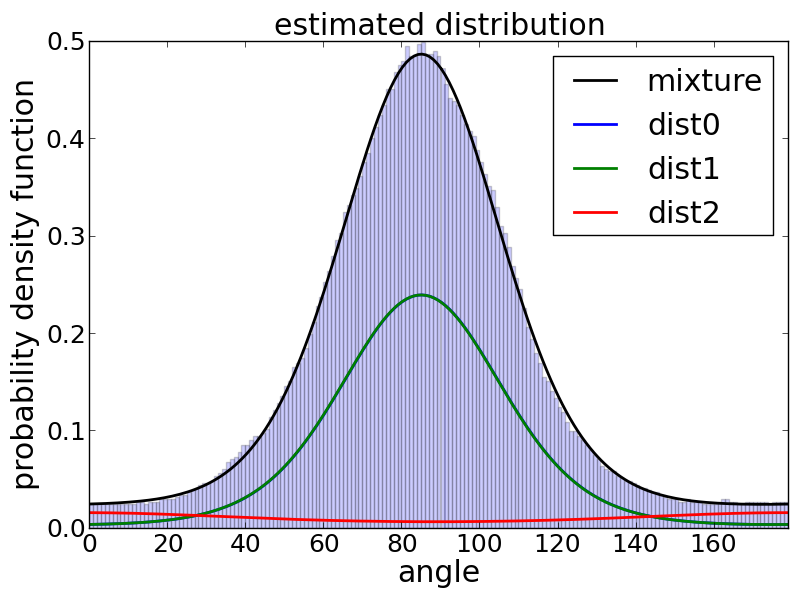 estimated distribution
probability density function
0.5
0.4
0.3
0.2
0.1
0.0
mixture
dist0
dist1
dist2
0 20 40 60 80 100 120 140 160
angle